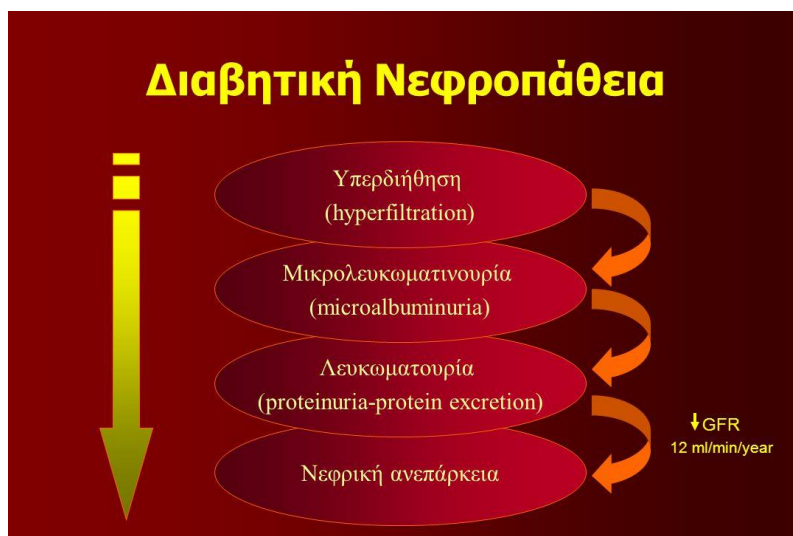 Διαβητική Νεφροπάθεια
Υπερδιήθηση
(hyperfiltration)
Μικρολευκωματινουρία
(microalbuminuria)
Λευκωματουρία
(proteinuria-protein excretion)
GFR
12 ml/min/year
Νεφρική ανεπάρκεια